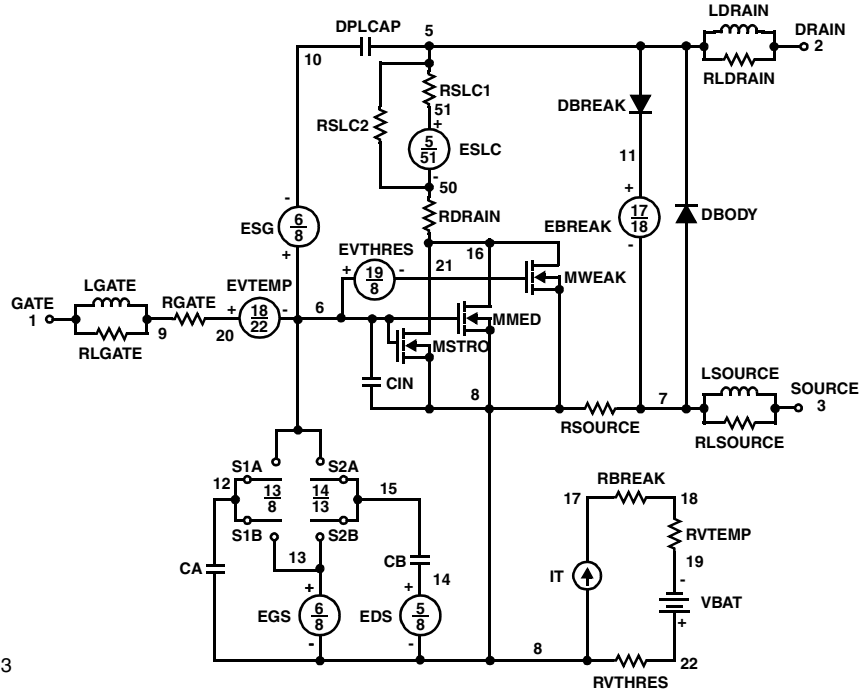 LDRAIN
DPLCAP 5 DRAIN
10 2
RSLC1 RLDRAIN
51 DBREAK
+
RSLC2 5/51 ESLC
11
-
50
- +
RDRAIN 17/18
ESG 6/8 EBREAK DBODY
+ EVTHRES 16 -
+ 19/8 - 21 MWEAK
LGATE EVTEMP
GATE RGATE + 18/22 - 6
1 MMED
9 20 MSTRO
RLGATE
LSOURCE
CIN 8 7 SOURCE
3
RSOURCE RLSOURCE
S1A S2A
12 13/8 14/13 15 RBREAK
17 18
S1B S2B RVTEMP
13 CB 19
CA 14 IT -
+ + VBAT
EGS 6/8 EDS 5/8 +
- - 8 22
RVTHRES
3